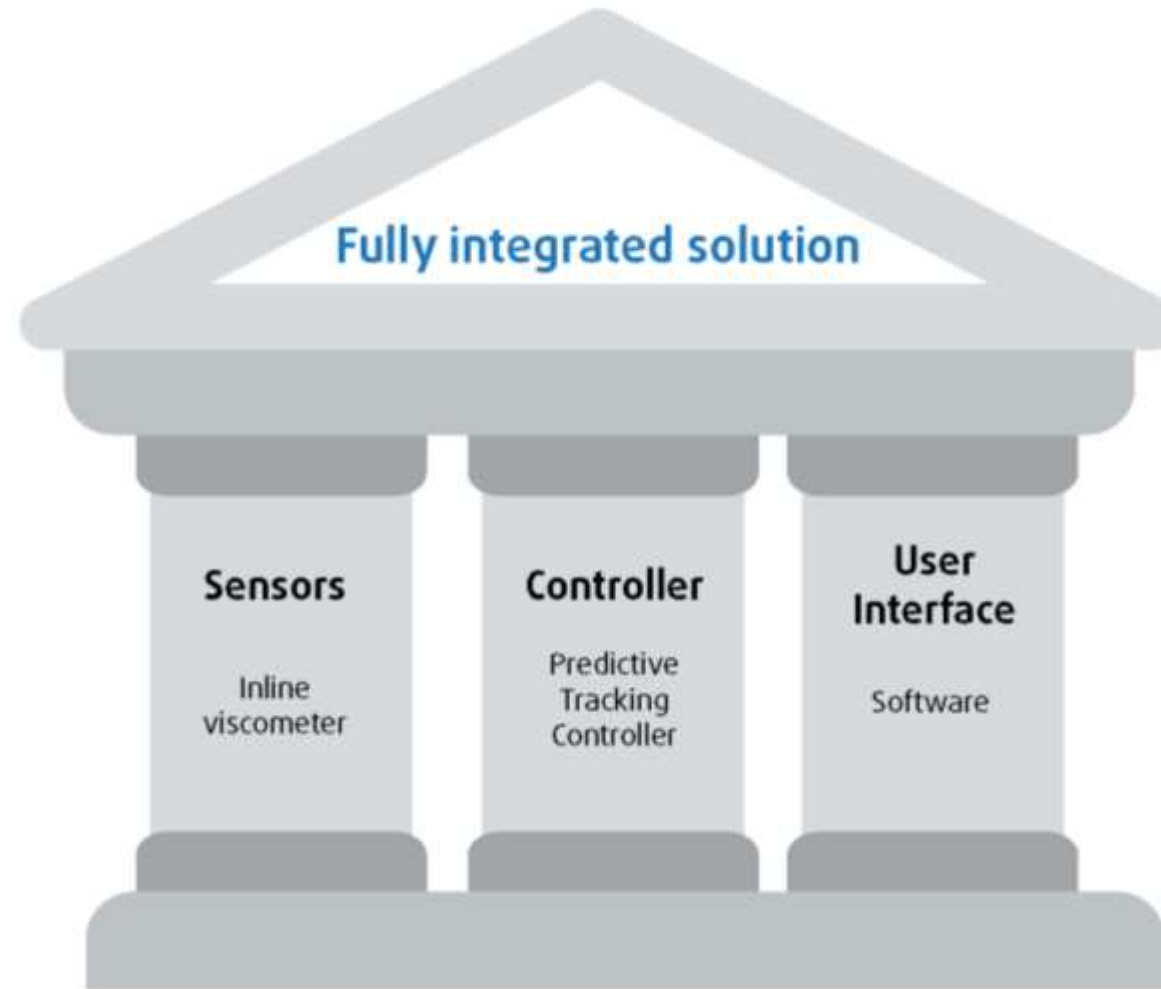 Fully integrated solution
Sensors
Inline
viscometer
Controller
Predictive
Tracking
Controller
User
Interface
Software